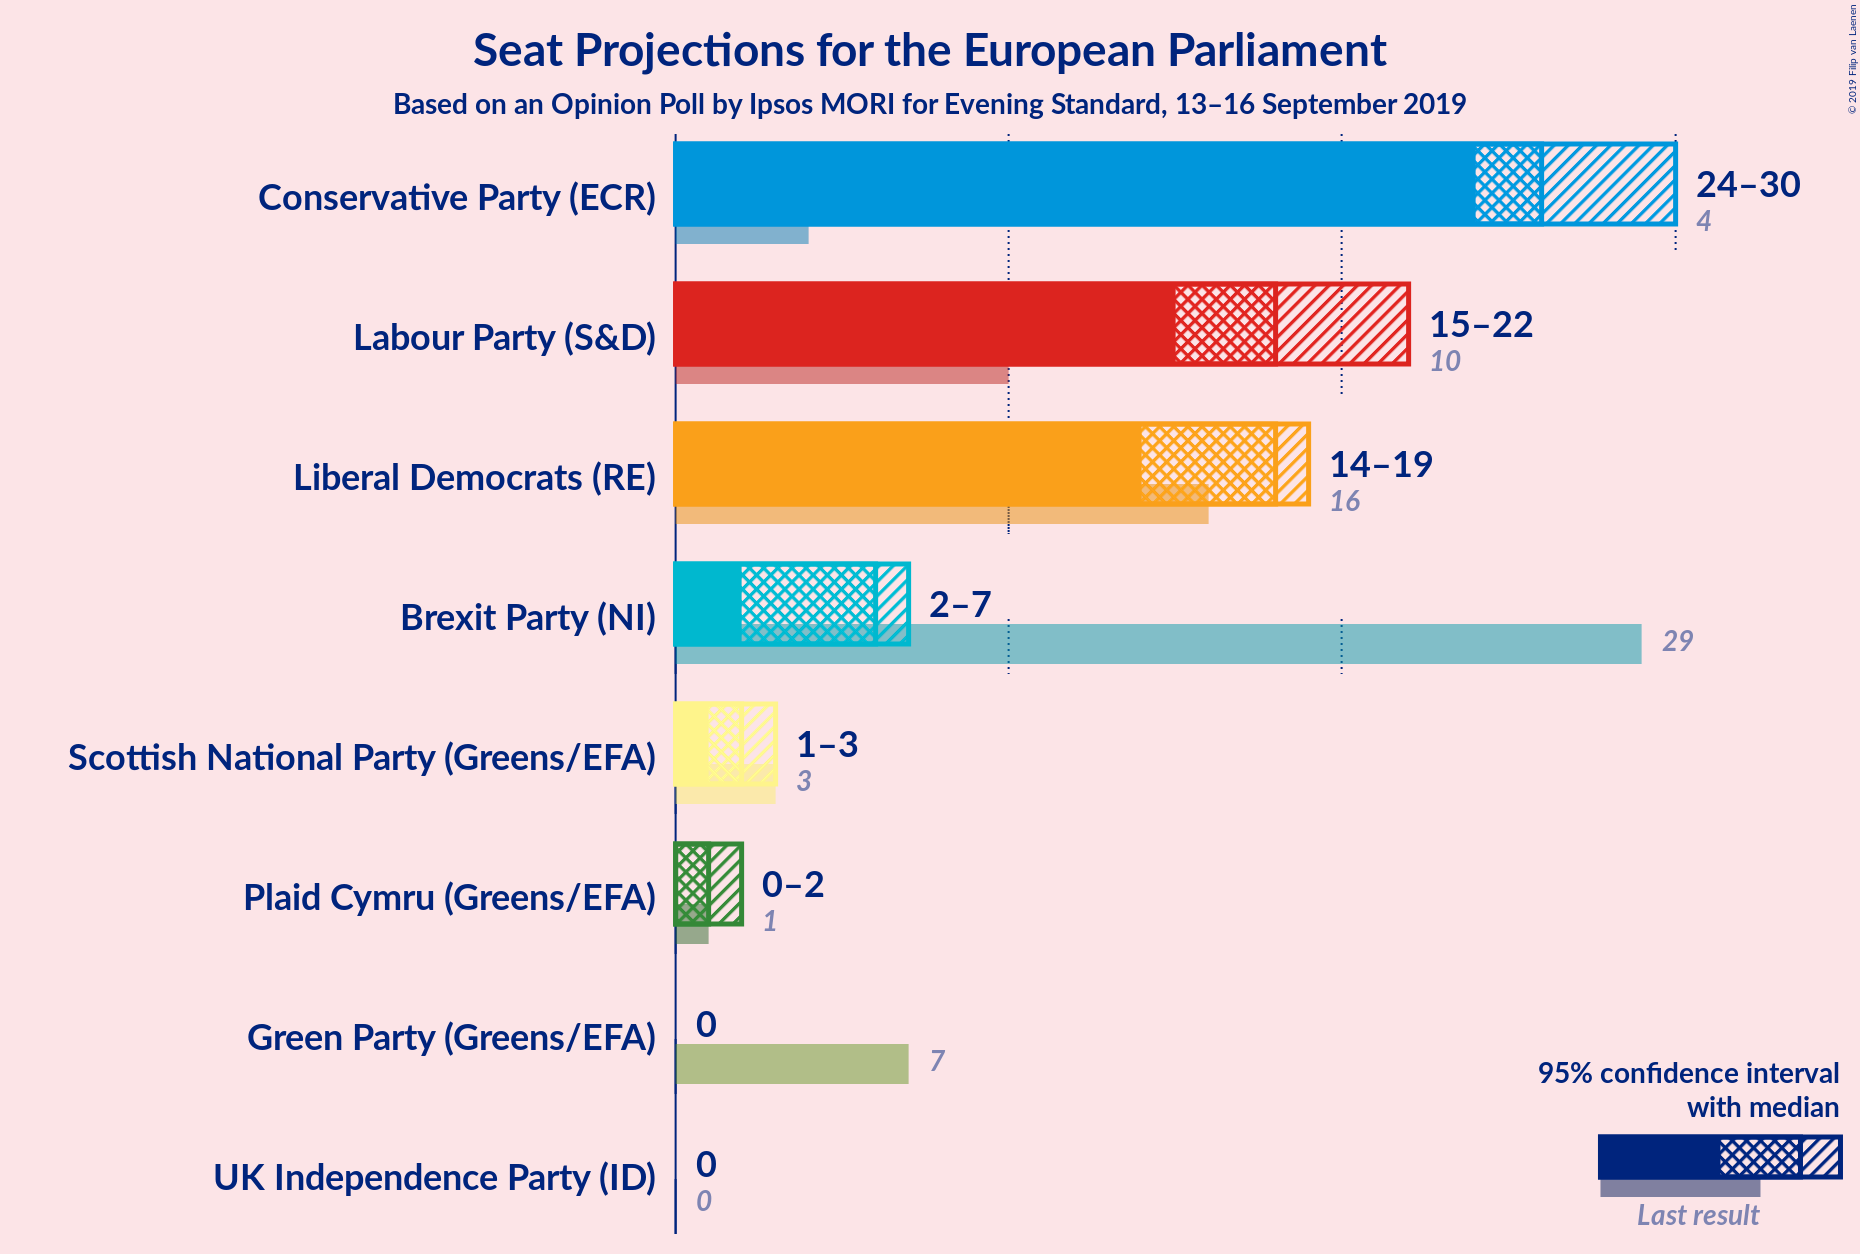 Seat Projections for the European Parliament
Based on an Opinion Poll by Ipsos MORI for Evening Standard, 13–16 September 2019
© 2019 Filip van Laenen
Conservative Party (ECR)
24–30
4
Labour Party (S&D)
15–22
10
Liberal Democrats (RE)
14–19
16
Brexit Party (NI)
2–7
29
Scottish National Party (Greens/EFA)
1–3
3
Plaid Cymru (Greens/EFA)
0–2
1
Green Party (Greens/EFA)
0
7
UK Independence Party (ID)
0
0
95% confidence interval
with median
Last result